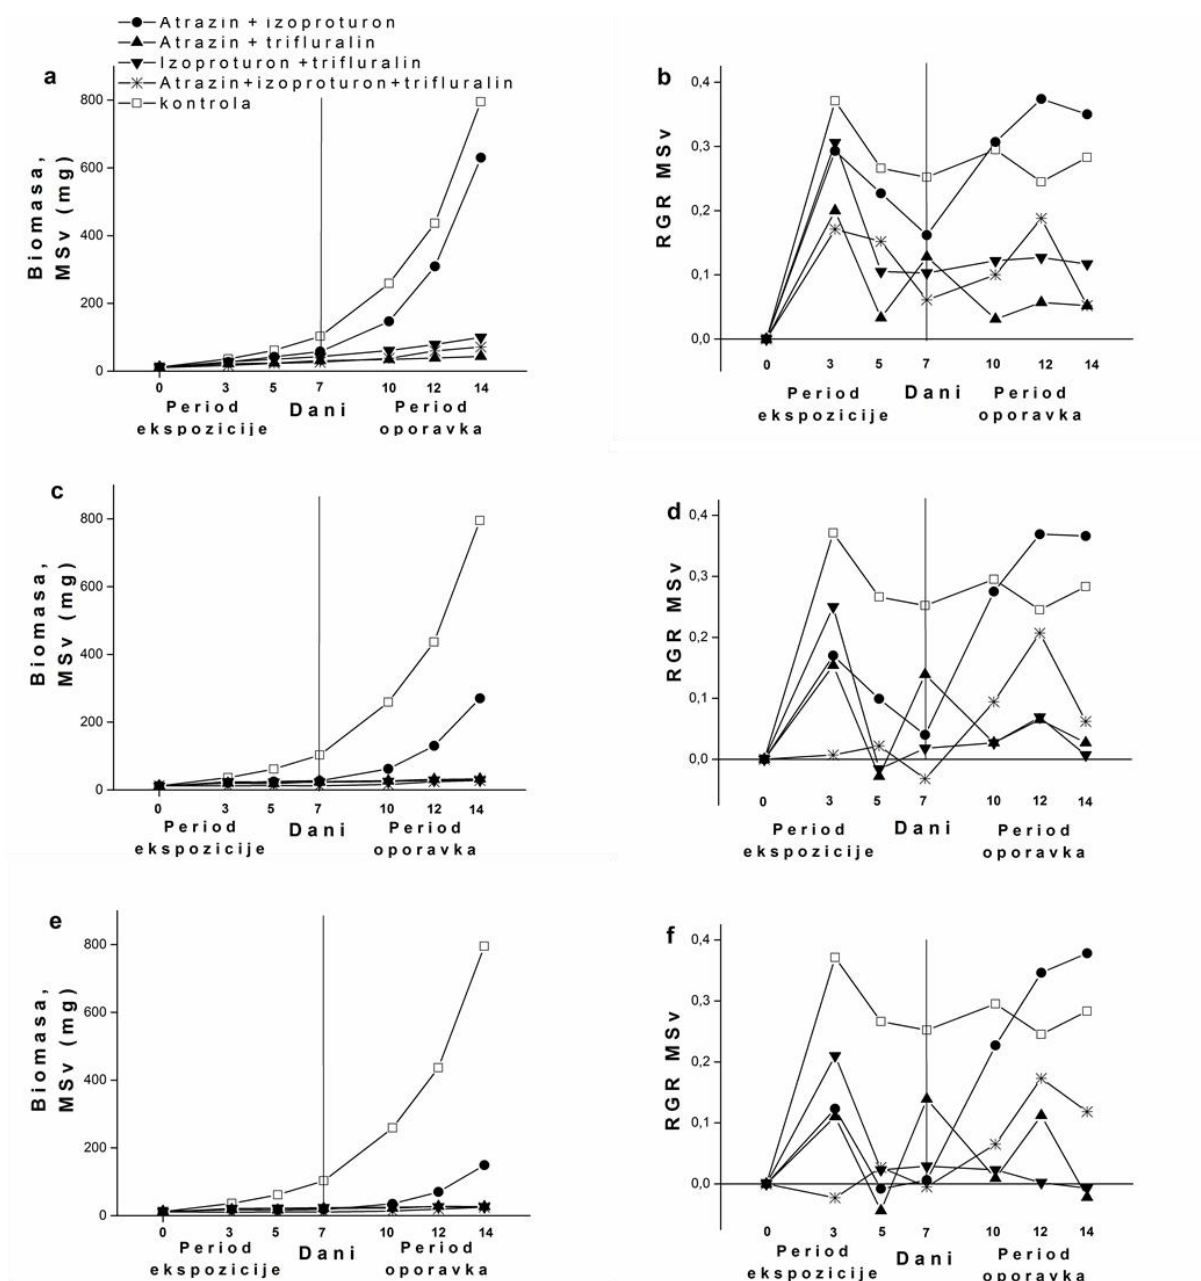 Atrazin + izoproturon
Atrazin + trifluralin
Izoproturon + trifluralin
Atrazin+izoproturon+trifluralin
kontrola
a
800
600
400
200
0
Biomasa,
MSv (mg)
0 3 5 7 10 12 14
Period
ekspozicije
Dani
Period
oporavka
b
0,4
0,3
0,2
0,1
0,0
RGR MSv
0 3 5 7 10 12 14
Period
ekspozicije
Dani
Period
oporavka
c
800
600
400
200
0
Biomasa,
MSv (mg)
0 3 5 7 10 12 14
Period
ekspozicije
Dani
Period
oporavka
d
0,4
0,3
0,2
0,1
0,0
RGR MSv
0 3 5 7 10 12 14
Period
ekspozicije
Dani
Period
oporavka
e
800
600
400
200
0
Biomasa,
MSv (mg)
0 3 5 7 10 12 14
Period
ekspozicije
Dani
Period
oporavka
f
0,4
0,3
0,2
0,1
0,0
RGR MSv
0 3 5 7 10 12 14
Period
ekspozicije
Dani
Period
oporavka